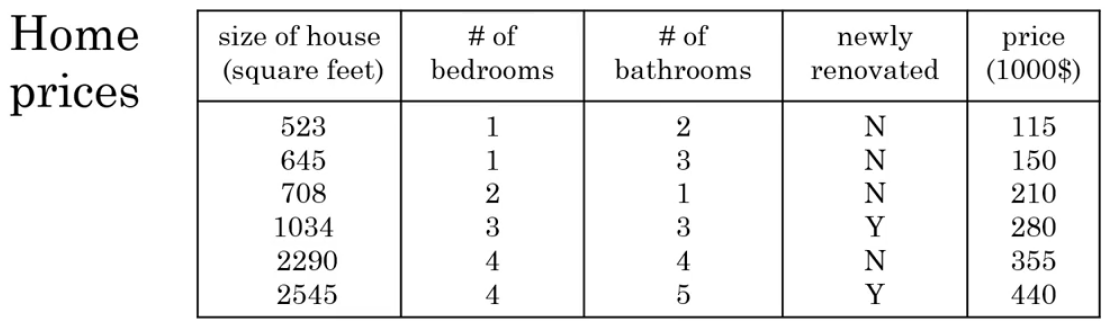 Home prices
size of house (square feet) # of bedrooms # of bathrooms newly renovated price (1000$)
523 1 2 N 115
645 1 3 N 150
708 2 1 N 210
1034 3 3 Y 280
2290 4 4 N 355
2545 4 5 Y 440